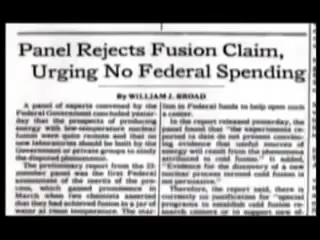 Panel Rejects Fusion Claim,
Urging No Federal Spending
By WILLIAM J. BROAD
A panel of experts convened by the
Federal Government concluded yester-
day that the prospects of producing
energy with low-temperature nuclear
fusion were quite remote and that no
new laboratories should be built by the
Government or private groups to study
the disputed phenomenon.
The preliminary report from the
member panel was the first Federal
assessment of the merits of the pro-
cess, which gained prominence in
March when two chemists asserted
that they had achieved fusion in a jar of
water at room temperature. The
lion in Federal funds to help open such
a center.
In the report released yesterday, the
panel found that "the experiments re-
ported to date do not present convinc-
ing evidence that useful sources of
energy will result from the phenomena
attributed to cold fusion." It added,
"Evidence for the discovery of a new
nuclear process termed cold fusion is
not persuasive."
Therefore, the report said, there is
currently no justification for "special
programs to establish cold fusion re-
search centers or to support new